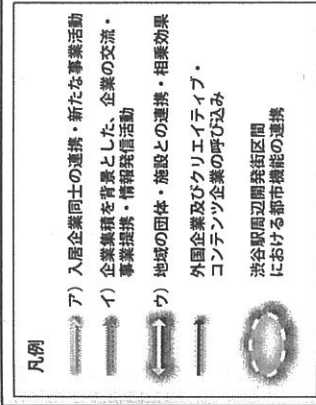 凡例
ア）入居企業同士の連携・新たな事業活動
イ）企業集積を背景とした、企業の交流・
事業提携・情報発信活動
ウ）地域の団体・施設との連携・相乗効果
外国企業及びクリエイティブ・
コンテンツ企業の呼び込み
渋谷駅周辺開発街区間
における都市機能の連携